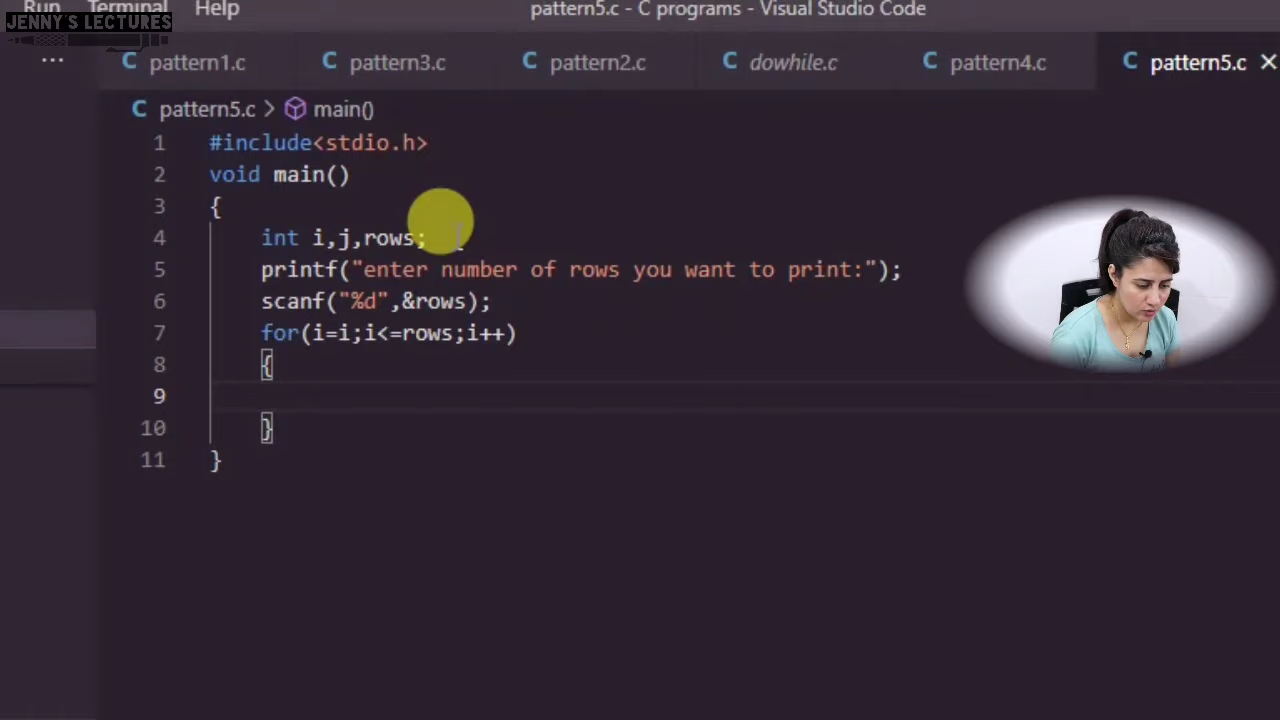 Run Terminal Help pattern5.c - C programs - Visual Studio Code
JENNY'S LECTURES
... pattern1.c pattern3.c pattern2.c dowhile.c pattern4.c pattern5.c
C pattern5.c > main()
1 #include<stdio.h>
2 void main()
3 {
4 int i,j,rows;
5 printf("enter number of rows you want to print:");
6 scanf("%d",&rows);
7 for(i=i;i<=rows;i++)
8 {
9
10 }
11 }